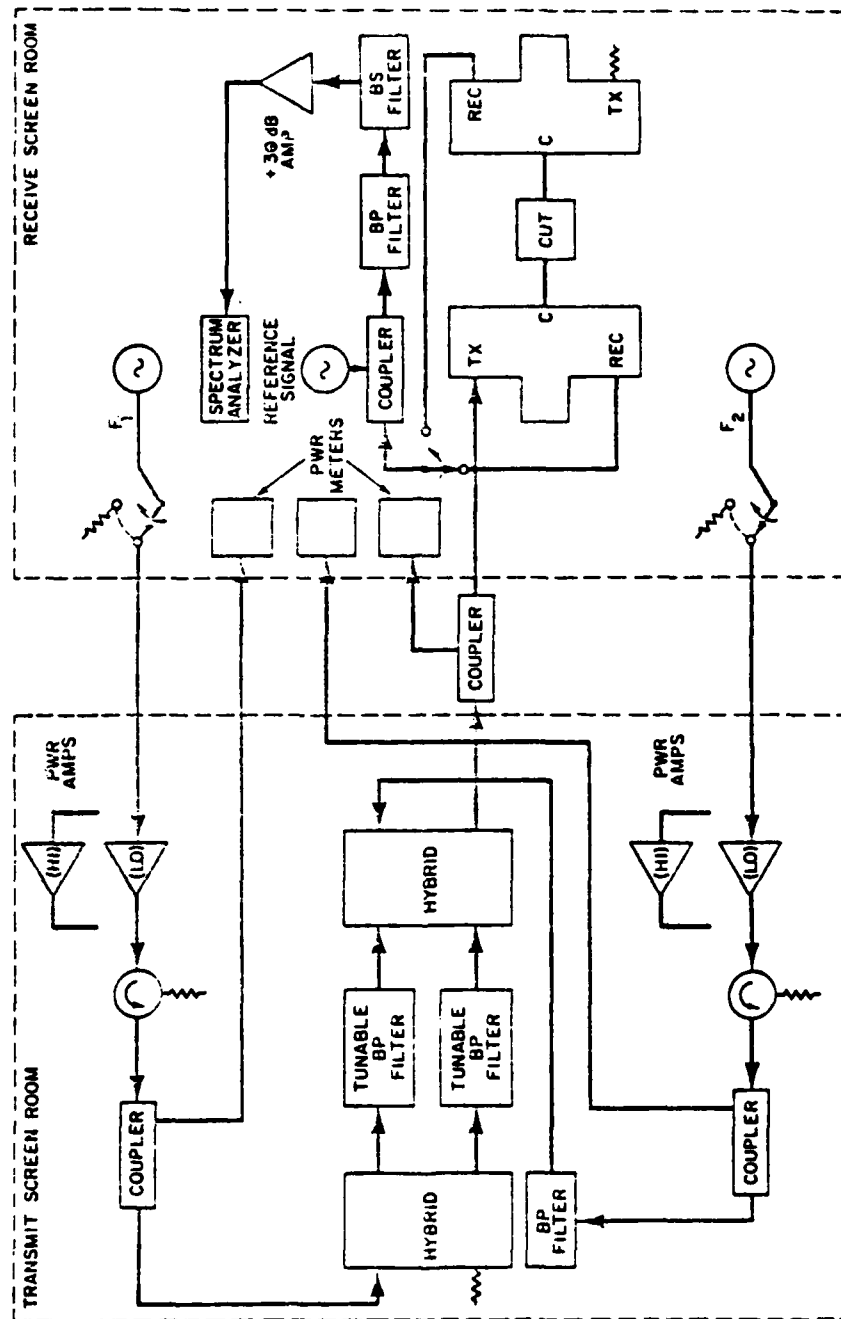 TRANSMIT SCREEN ROOM
PWR
AMPS
(HI)
(LO)
COUPLER
HYBRID
TUNABLE
BP
FILTER
TUNABLE
BP
FILTER
HYBRID
BP
FILTER
COUPLER
PWR
AMPS
(HI)
(LO)
COUPLER
RECEIVE SCREEN ROOM
F1
SPECTRUM
ANALYZER
REFERENCE
SIGNAL
+30 dB
AMP
PWR
METERS
COUPLER
BP
FILTER
BS
FILTER
TX
C
REC
CUT
REC
C
TX
F2